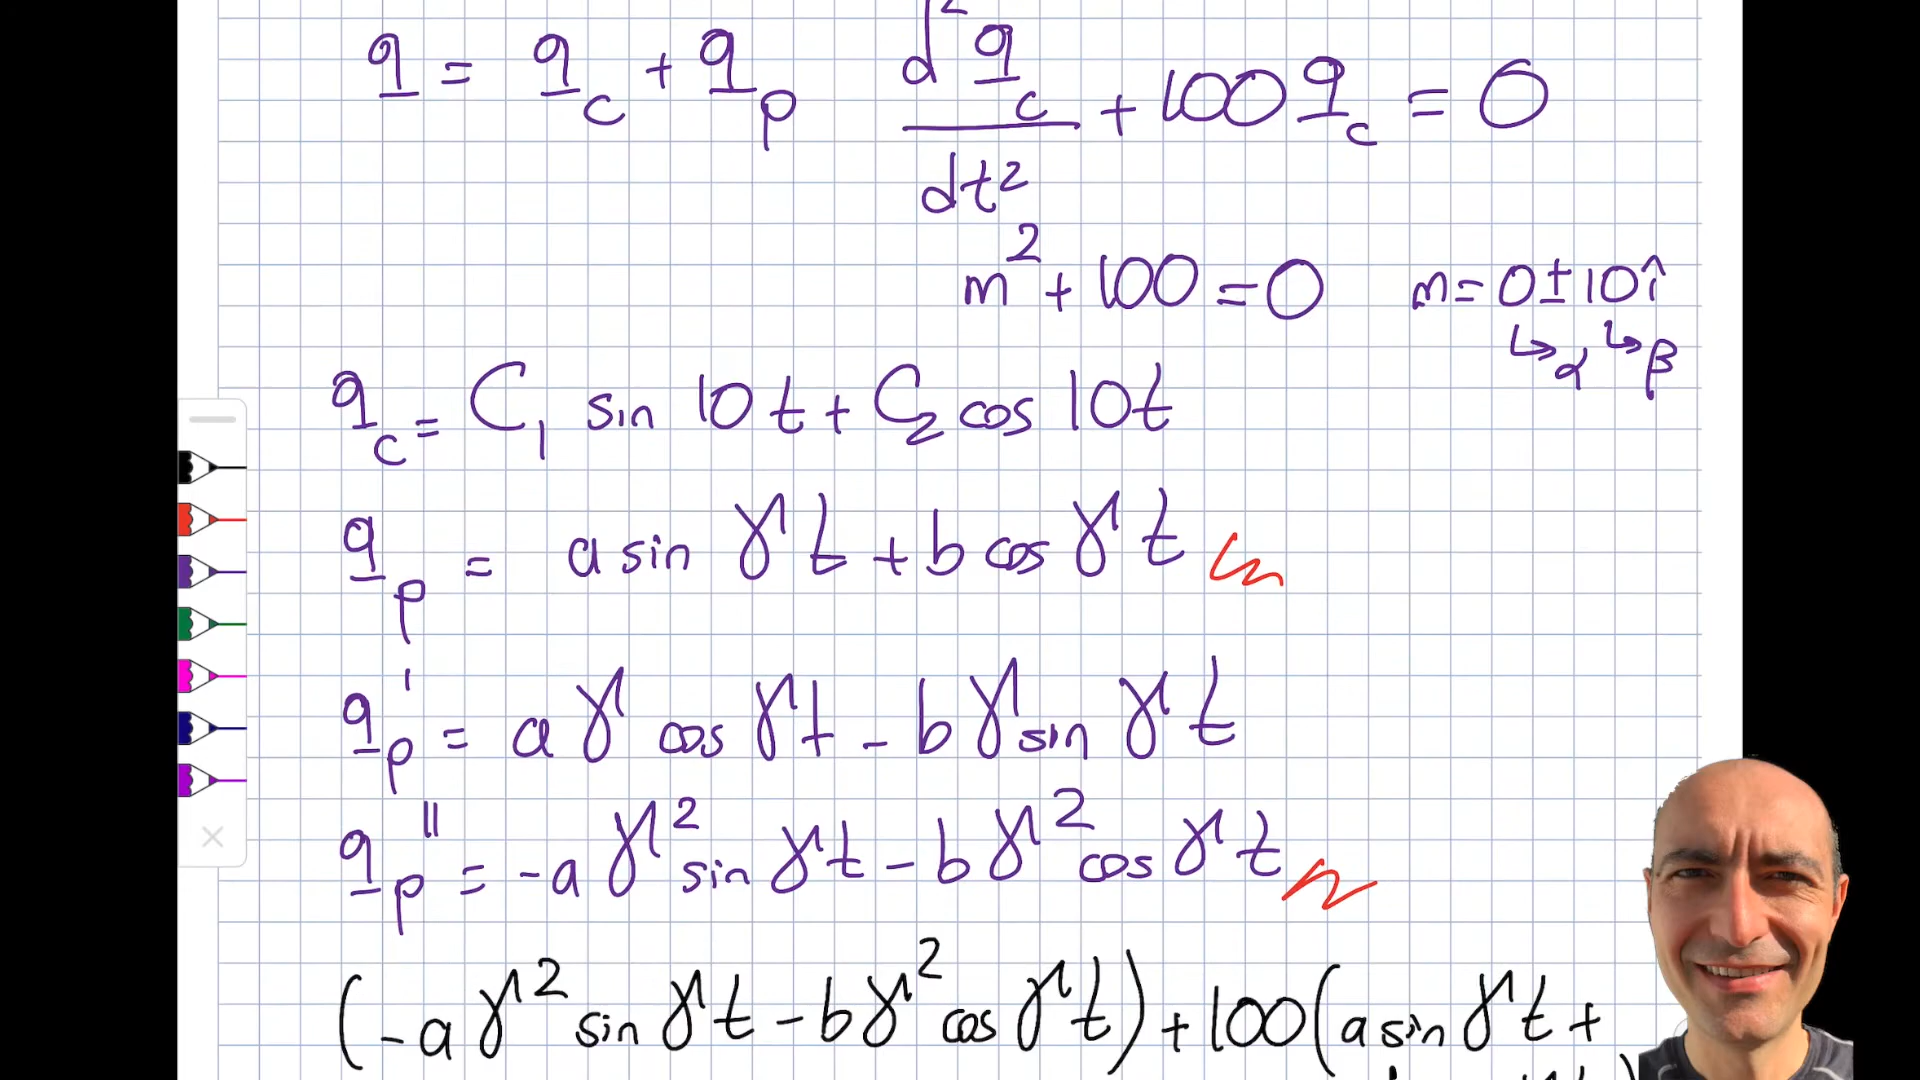 q = q_c + q_p    d²q_c/dt² + 100 q_c = 0
m² + 100 = 0    m = 0 ± 10i
↳ α ↳ β
q_c = C₁ sin 10t + C₂ cos 10t
q_p = a sin γt + b cos γt
q_p' = aγ cos γt - bγ sin γt
q_p'' = -aγ² sin γt - bγ² cos γt
(-aγ² sin γt - bγ² cos γt) + 100(a sin γt +